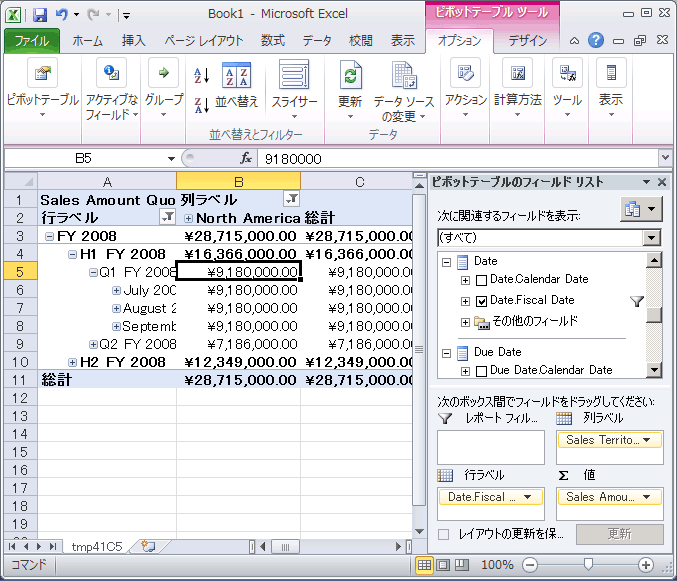 Book1 - Microsoft Excel
ピボットテーブル ツール
ファイル ホーム 挿入 ページ レイアウト 数式 データ 校閲 表示 オプション デザイン
ピボットテーブル
アクティブな
フィールド
グループ
並べ替え
スライサー
並べ替えとフィルター
更新
データ ソース
の変更
データ
アクション
計算方法
ツール
表示
B5
fx
9180000
A B C
1 Sales Amount Quo 列ラベル
2 行ラベル North America 総計
3 FY 2008 ¥28,715,000.00 ¥28,715,000.00
4 H1 FY 2008 ¥16,366,000.00 ¥16,366,000.00
5 Q1 FY 2008 ¥9,180,000.00 ¥9,180,000.00
6 July 200 ¥9,180,000.00 ¥9,180,000.00
7 August 2 ¥9,180,000.00 ¥9,180,000.00
8 Septemb ¥9,180,000.00 ¥9,180,000.00
9 Q2 FY 2008 ¥7,186,000.00 ¥7,186,000.00
10 H2 FY 2008 ¥12,349,000.00 ¥12,349,000.00
11 総計 ¥28,715,000.00 ¥28,715,000.00
12
13
14
15
16
17
18
19
tmp41C5
コマンド
100%
ピボットテーブルのフィールド リスト
次に関連するフィールドを表示:
(すべて)
Date
Date.Calendar Date
Date.Fiscal Date
その他のフィールド
Due Date
Due Date.Calendar Date
次のボックス間でフィールドをドラッグしてください:
レポート フィル...
列ラベル
Sales Territo...
行ラベル
Σ 値
Date.Fiscal ...
Sales Amou...
レイアウトの更新を保...
更新